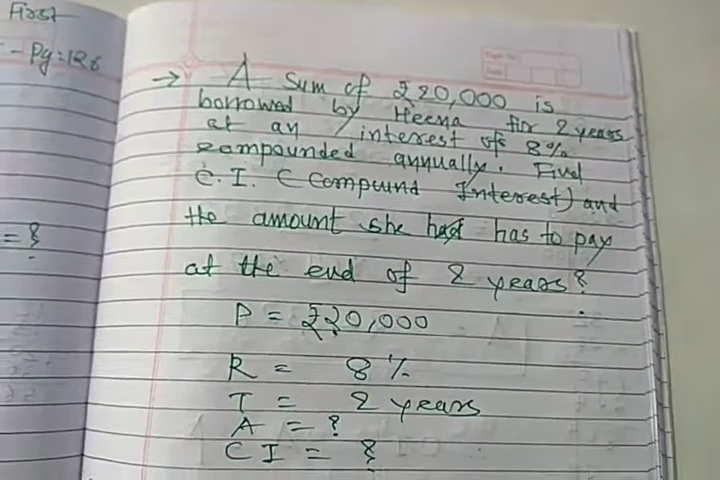 First
- Pg=126
→ A sum of ₹20,000 is
borrowed by Heena for 2 years
at an interest of 8%
compounded annually. Find
C.I. (Compound Interest) and
the amount she had has to pay
at the end of 2 years?
= ?
P = ₹20,000
R = 8%
T = 2 years
A = ?
CI = ?